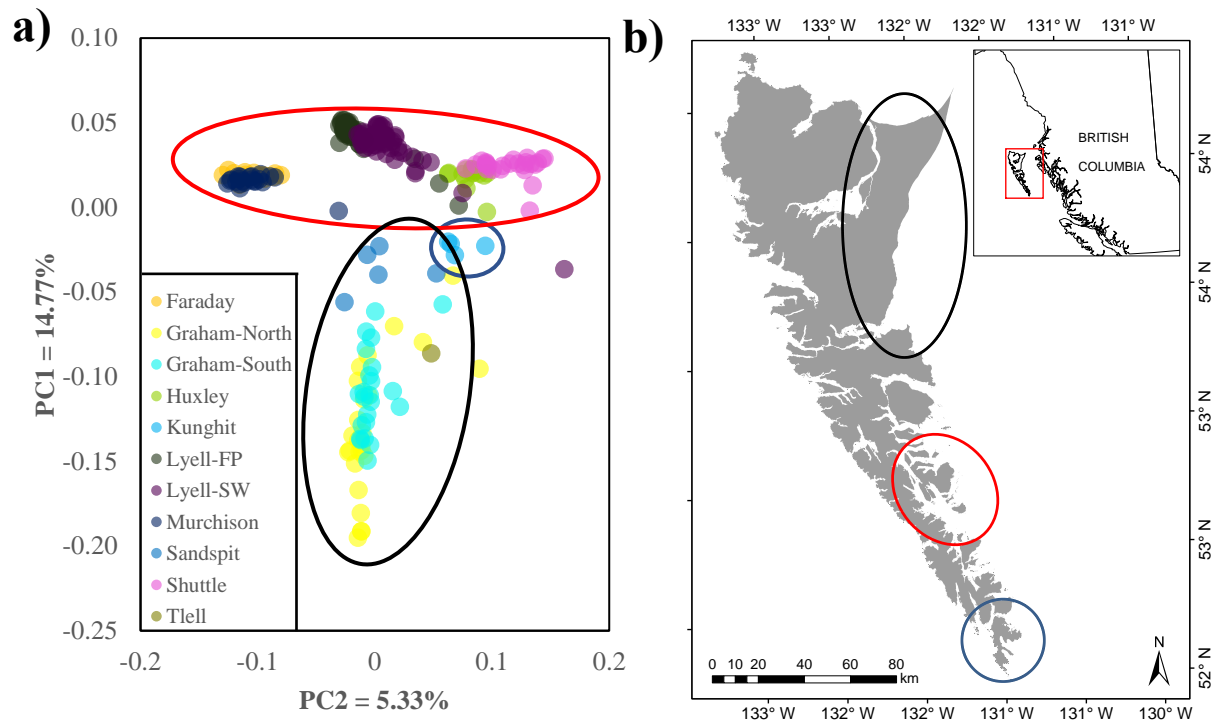 a)
0.10
0.05
0.00
-0.05
-0.10
-0.15
-0.20
-0.25
PC1 = 14.77%
Faraday
Graham-North
Graham-South
Huxley
Kunghit
Lyell-FP
Lyell-SW
Murchison
Sandspit
Shuttle
Tlell
-0.2 -0.1 0 0.1 0.2
PC2 = 5.33%
b)
133° W 133° W 132° W 132° W 131° W 131° W
BRITISH
COLUMBIA
54° N
54° N
53° N
53° N
52° N
N
0 10 20 40 60 80
km
133° W 132° W 132° W 131° W 131° W 130° W